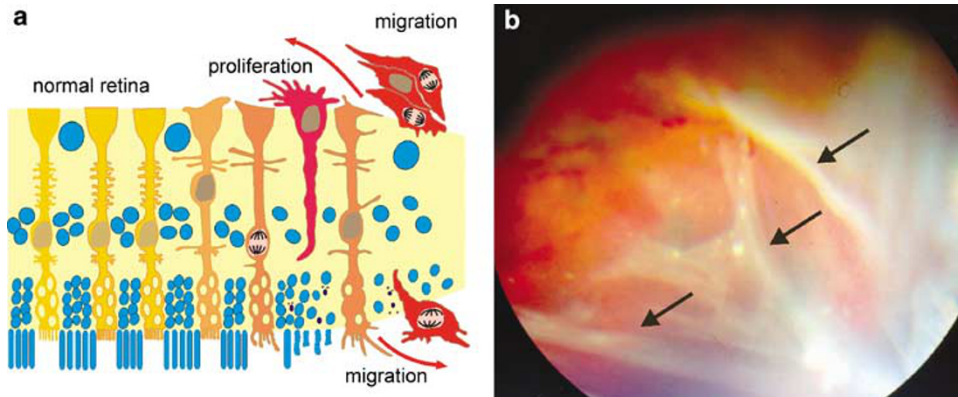 a
migration
proliferation
normal retina
migration
b